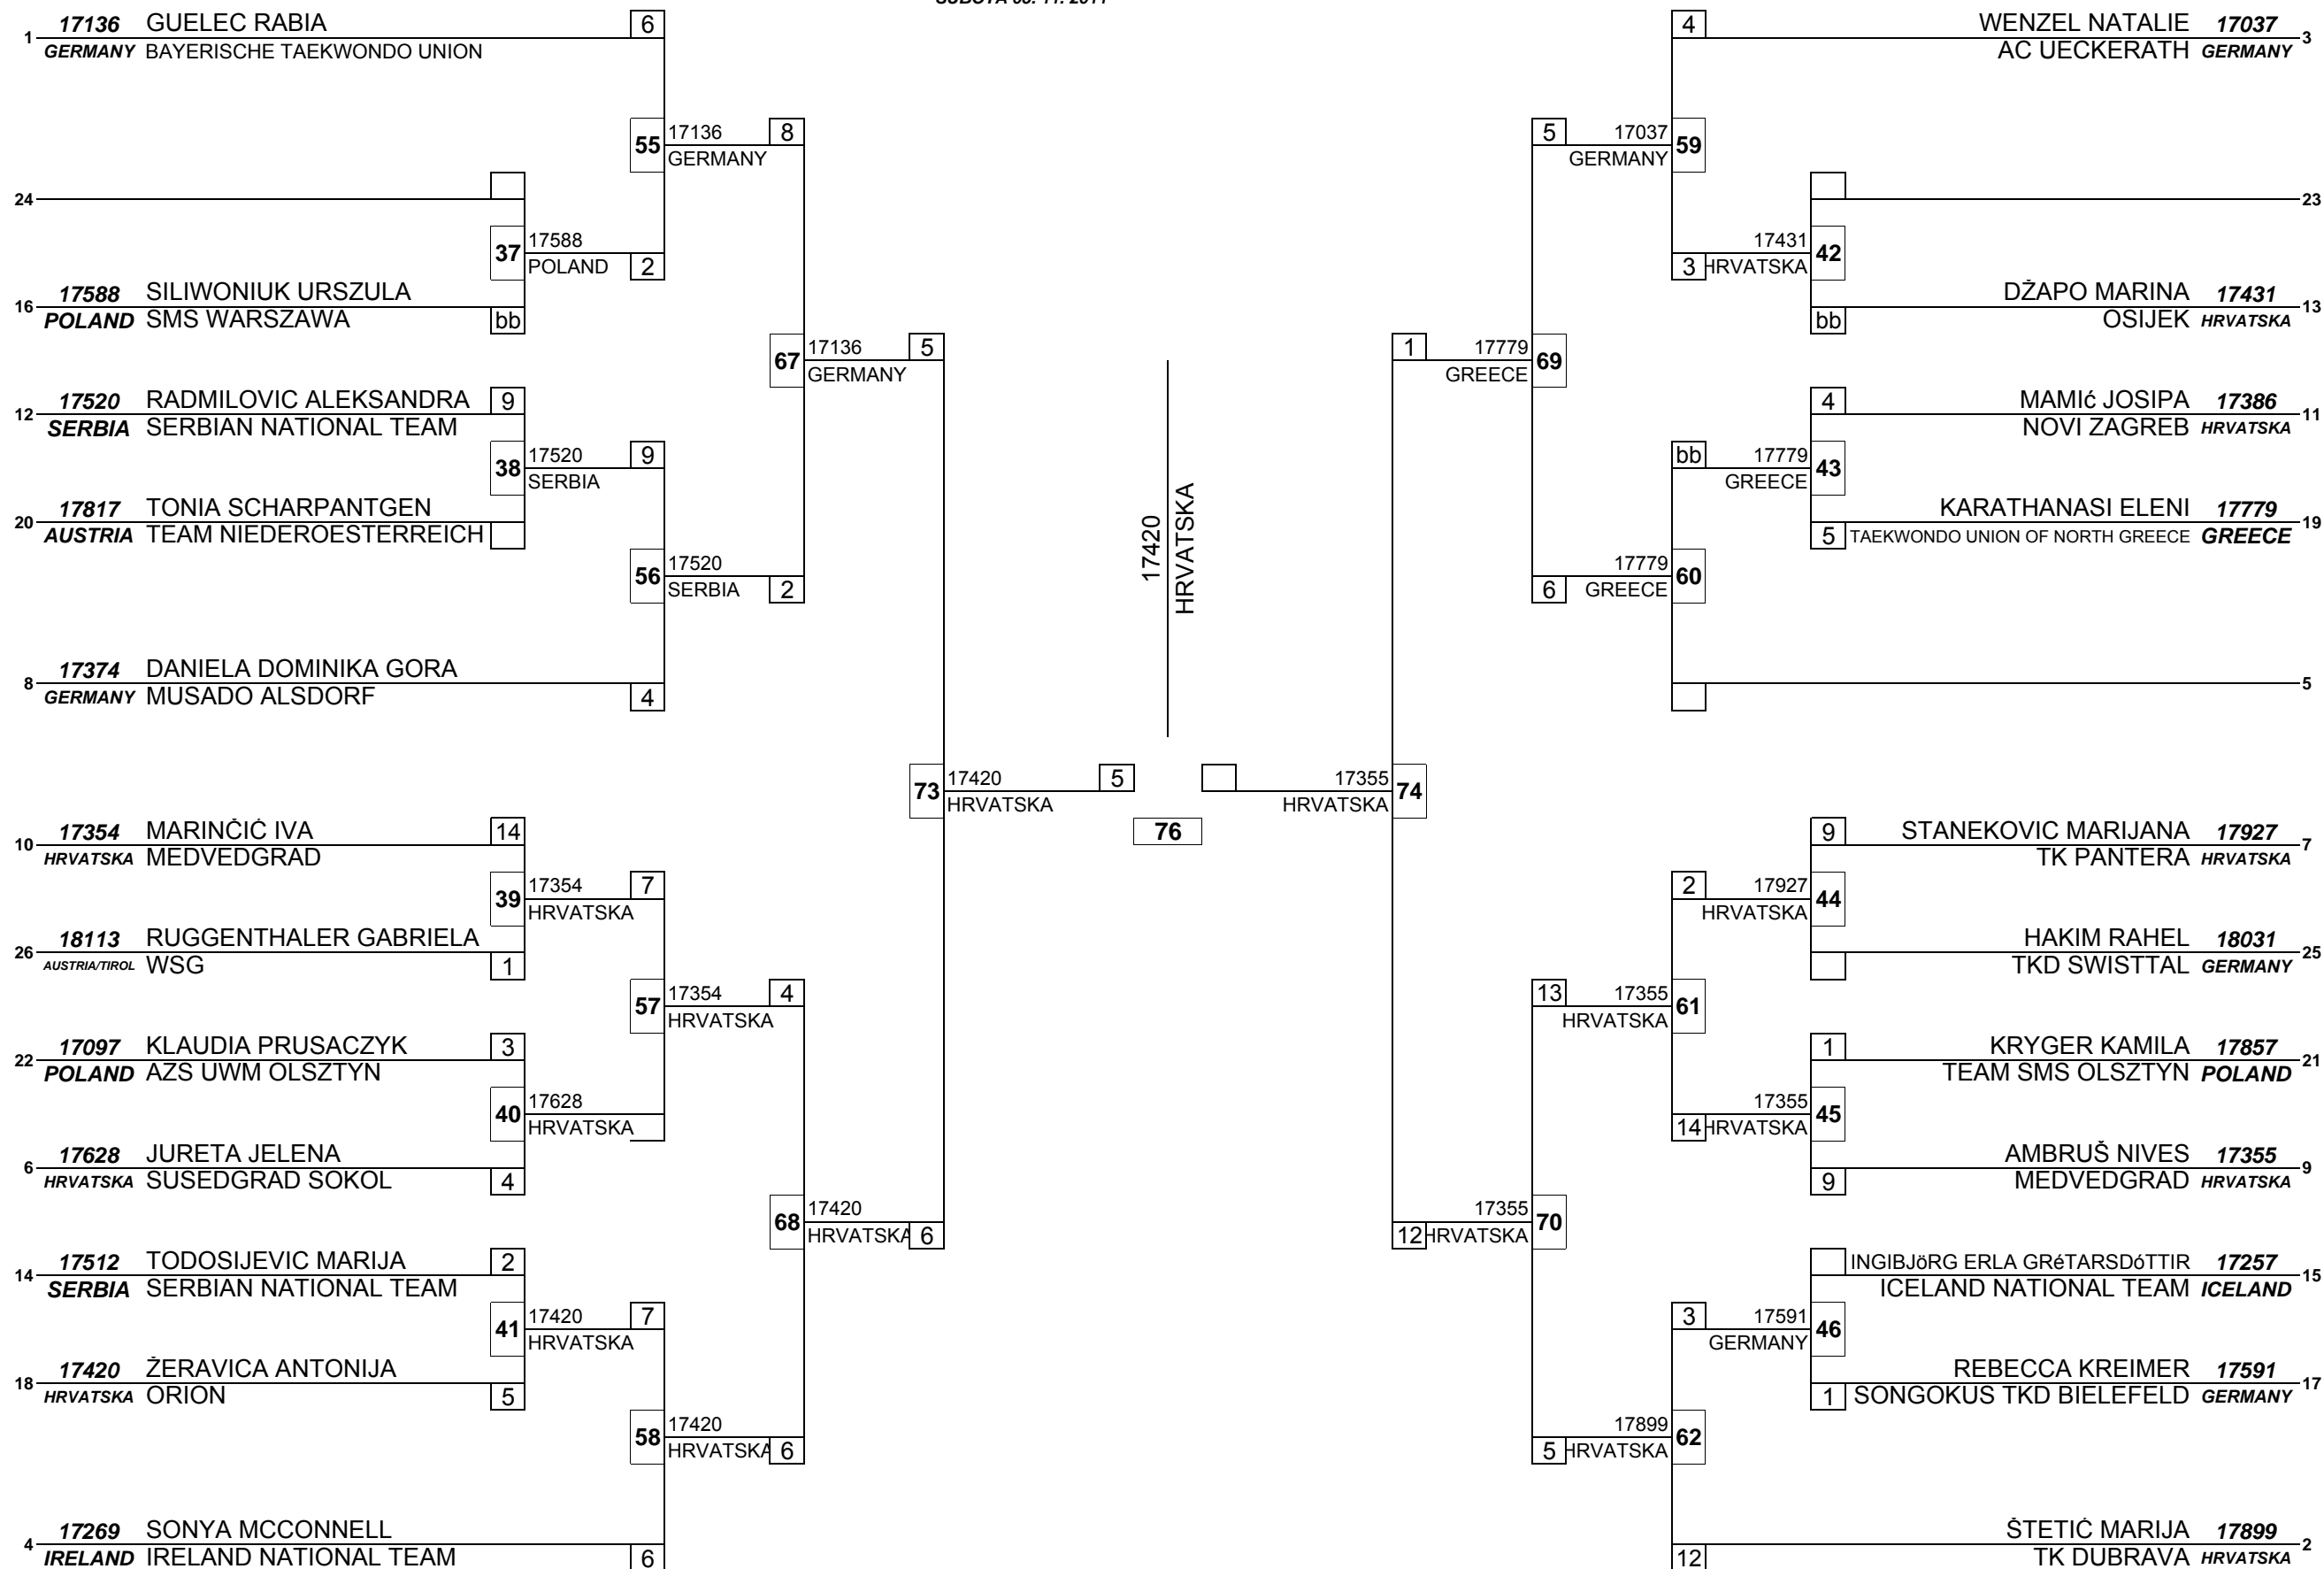 1 17136 GUELEC RABIA 6
GERMANY BAYERISCHE TAEKWONDO UNION
55 17136 8
GERMANY
24
37 17588
POLAND 2
16 17588 SILIWONIUK URSZULA
POLAND SMS WARSZAWA bb
67 17136 5
GERMANY
12 17520 RADMILOVIC ALEKSANDRA 9
SERBIA SERBIAN NATIONAL TEAM
38 17520 9
SERBIA
20 17817 TONIA SCHARPANTGEN
AUSTRIA TEAM NIEDEROESTERREICH
56 17520
SERBIA 2
8 17374 DANIELA DOMINIKA GORA
GERMANY MUSADO ALSDORF 4
73 17420 5
HRVATSKA
10 17354 MARINČIĆ IVA 14
HRVATSKA MEDVEDGRAD
39 17354 7
HRVATSKA
26 18113 RUGGENTHALER GABRIELA
AUSTRIA/TIROL WSG 1
57 17354 4
HRVATSKA
22 17097 KLAUDIA PRUSACZYK 3
POLAND AZS UWM OLSZTYN
40 17628
HRVATSKA
6 17628 JURETA JELENA
HRVATSKA SUSEDGRAD SOKOL 4
68 17420
HRVATSKA 6
14 17512 TODOSIJEVIC MARIJA 2
SERBIA SERBIAN NATIONAL TEAM
41 17420 7
HRVATSKA
18 17420 ŽERAVICA ANTONIJA
HRVATSKA ORION 5
58 17420
HRVATSKA 6
4 17269 SONYA MCCONNELL
IRELAND IRELAND NATIONAL TEAM 6
17420
HRVATSKA
76
4 WENZEL NATALIE 17037 3
AC UECKERATH GERMANY
5 17037 59
GERMANY
23
17431 42
3 HRVATSKA
DŽAPO MARINA 17431 13
bb OSIJEK HRVATSKA
1 17779 69
GREECE
4 MAMIć JOSIPA 17386 11
NOVI ZAGREB HRVATSKA
bb 17779 43
GREECE
KARATHANASI ELENI 17779 19
5 TAEKWONDO UNION OF NORTH GREECE GREECE
17779 60
6 GREECE
5
17355 74
HRVATSKA
9 STANEKOVIC MARIJANA 17927 7
TK PANTERA HRVATSKA
2 17927 44
HRVATSKA
HAKIM RAHEL 18031 25
TKD SWISTTAL GERMANY
13 17355 61
HRVATSKA
1 KRYGER KAMILA 17857 21
TEAM SMS OLSZTYN POLAND
17355 45
14 HRVATSKA
AMBRUŠ NIVES 17355 9
9 MEDVEDGRAD HRVATSKA
17355 70
12 HRVATSKA
INGIBJöRG ERLA GRéTARSDóTTIR 17257 15
ICELAND NATIONAL TEAM ICELAND
3 17591 46
GERMANY
REBECCA KREIMER 17591 17
1 SONGOKUS TKD BIELEFELD GERMANY
17899 62
5 HRVATSKA
ŠTETIĆ MARIJA 17899 2
12 TK DUBRAVA HRVATSKA